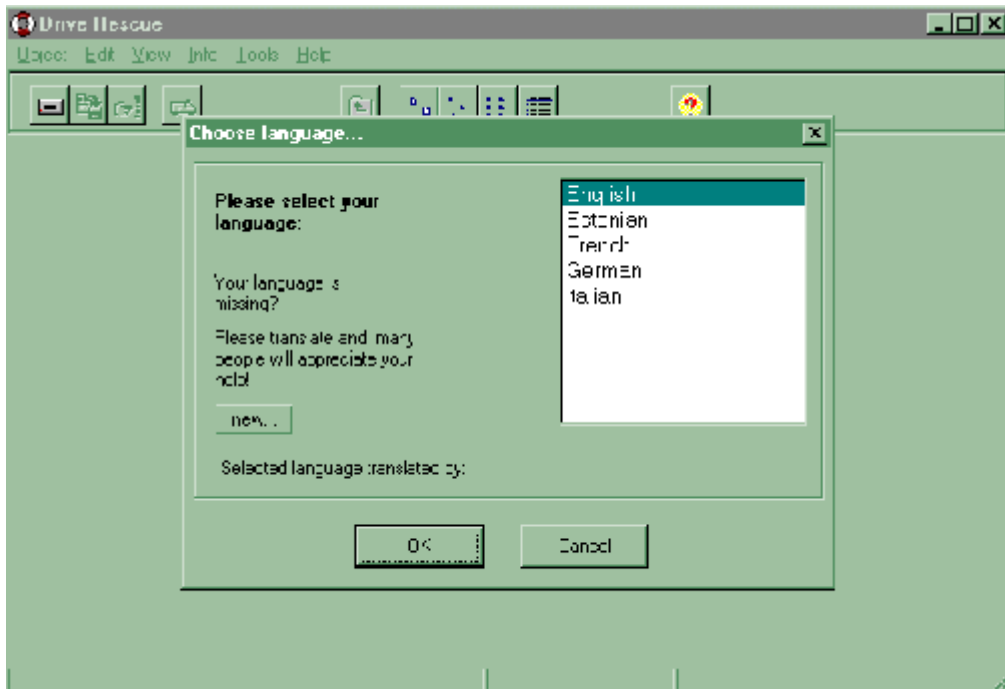 Drive Rescue
Object Edit View Info Tools Help
Choose language...
Please select your
language:
English
Estonian
French
German
Italian
Your language is
missing?
Please translate and many
people will appreciate your
help!
new...
Selected language translated by:
OK
Cancel